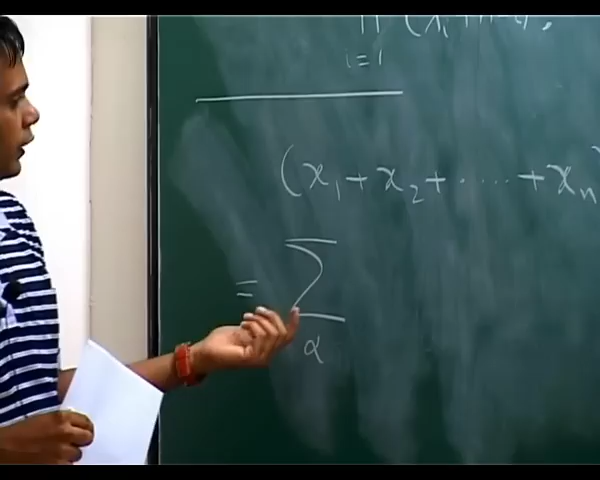 i=1
(x₁ + x₂ + ..... + xₙ)
= Σ
α